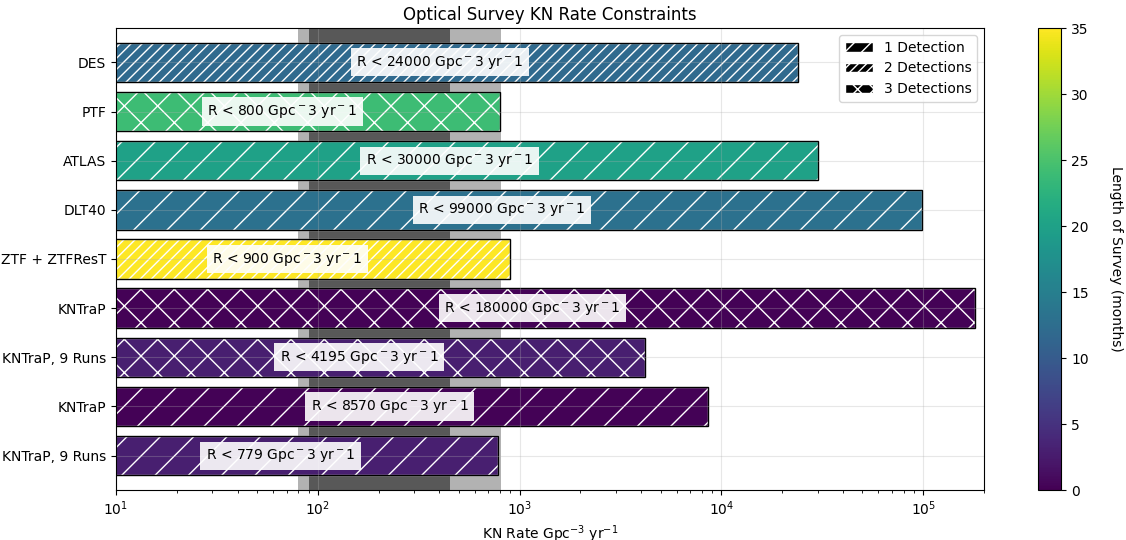 Optical Survey KN Rate Constraints
DES
R < 24000 Gpc⁻3 yr⁻1
PTF
R < 800 Gpc⁻3 yr⁻1
ATLAS
R < 30000 Gpc⁻3 yr⁻1
DLT40
R < 99000 Gpc⁻3 yr⁻1
ZTF + ZTFResT
R < 900 Gpc⁻3 yr⁻1
KNTraP
R < 180000 Gpc⁻3 yr⁻1
KNTraP, 9 Runs
R < 4195 Gpc⁻3 yr⁻1
KNTraP
R < 8570 Gpc⁻3 yr⁻1
KNTraP, 9 Runs
R < 779 Gpc⁻3 yr⁻1
1 Detection
2 Detections
3 Detections
10¹ 10² 10³ 10⁴ 10⁵
KN Rate Gpc⁻³ yr⁻¹
35
30
25
20
15
10
5
0
Length of Survey (months)